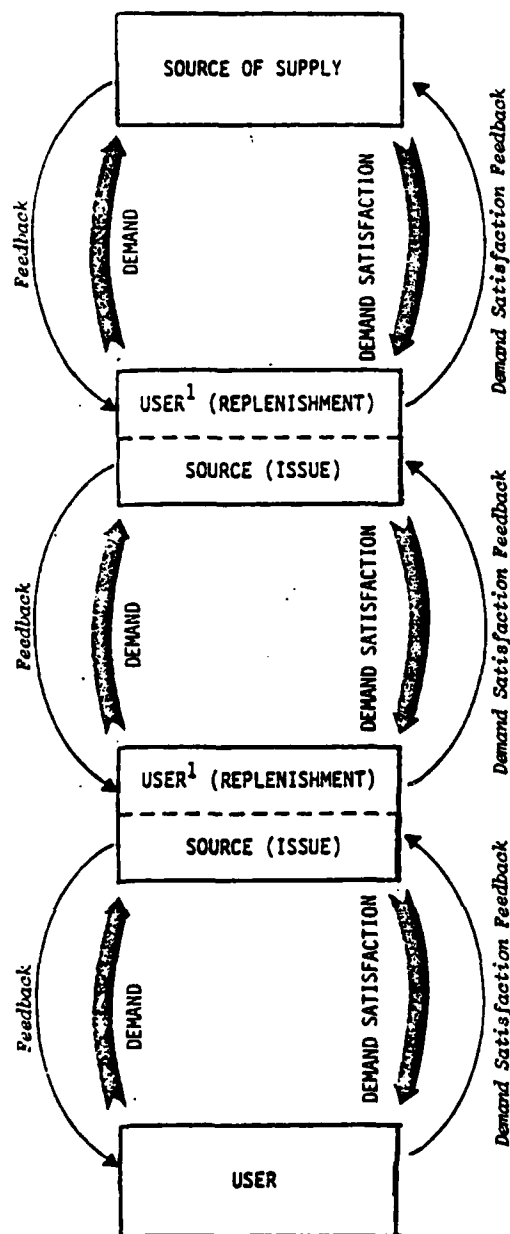 SOURCE OF SUPPLY
Feedback
DEMAND
DEMAND SATISFACTION
Demand Satisfaction Feedback
USER¹ (REPLENISHMENT)
SOURCE (ISSUE)
Feedback
DEMAND
DEMAND SATISFACTION
Demand Satisfaction Feedback
USER¹ (REPLENISHMENT)
SOURCE (ISSUE)
Feedback
DEMAND
DEMAND SATISFACTION
Demand Satisfaction Feedback
USER